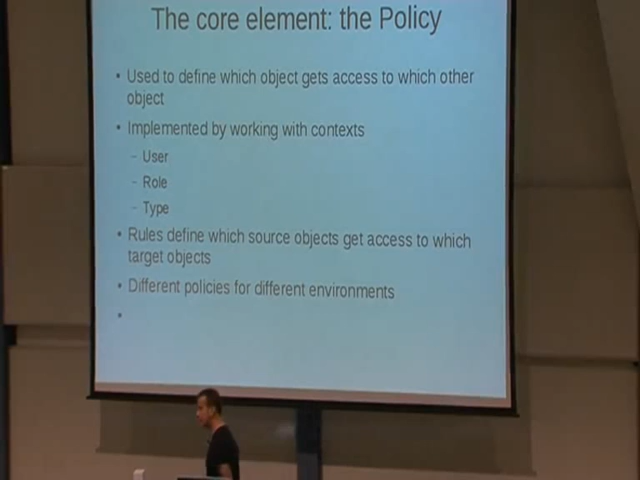 The core element: the Policy
• Used to define which object gets access to which other
object
• Implemented by working with contexts
– User
– Role
– Type
• Rules define which source objects get access to which
target objects
• Different policies for different environments
•